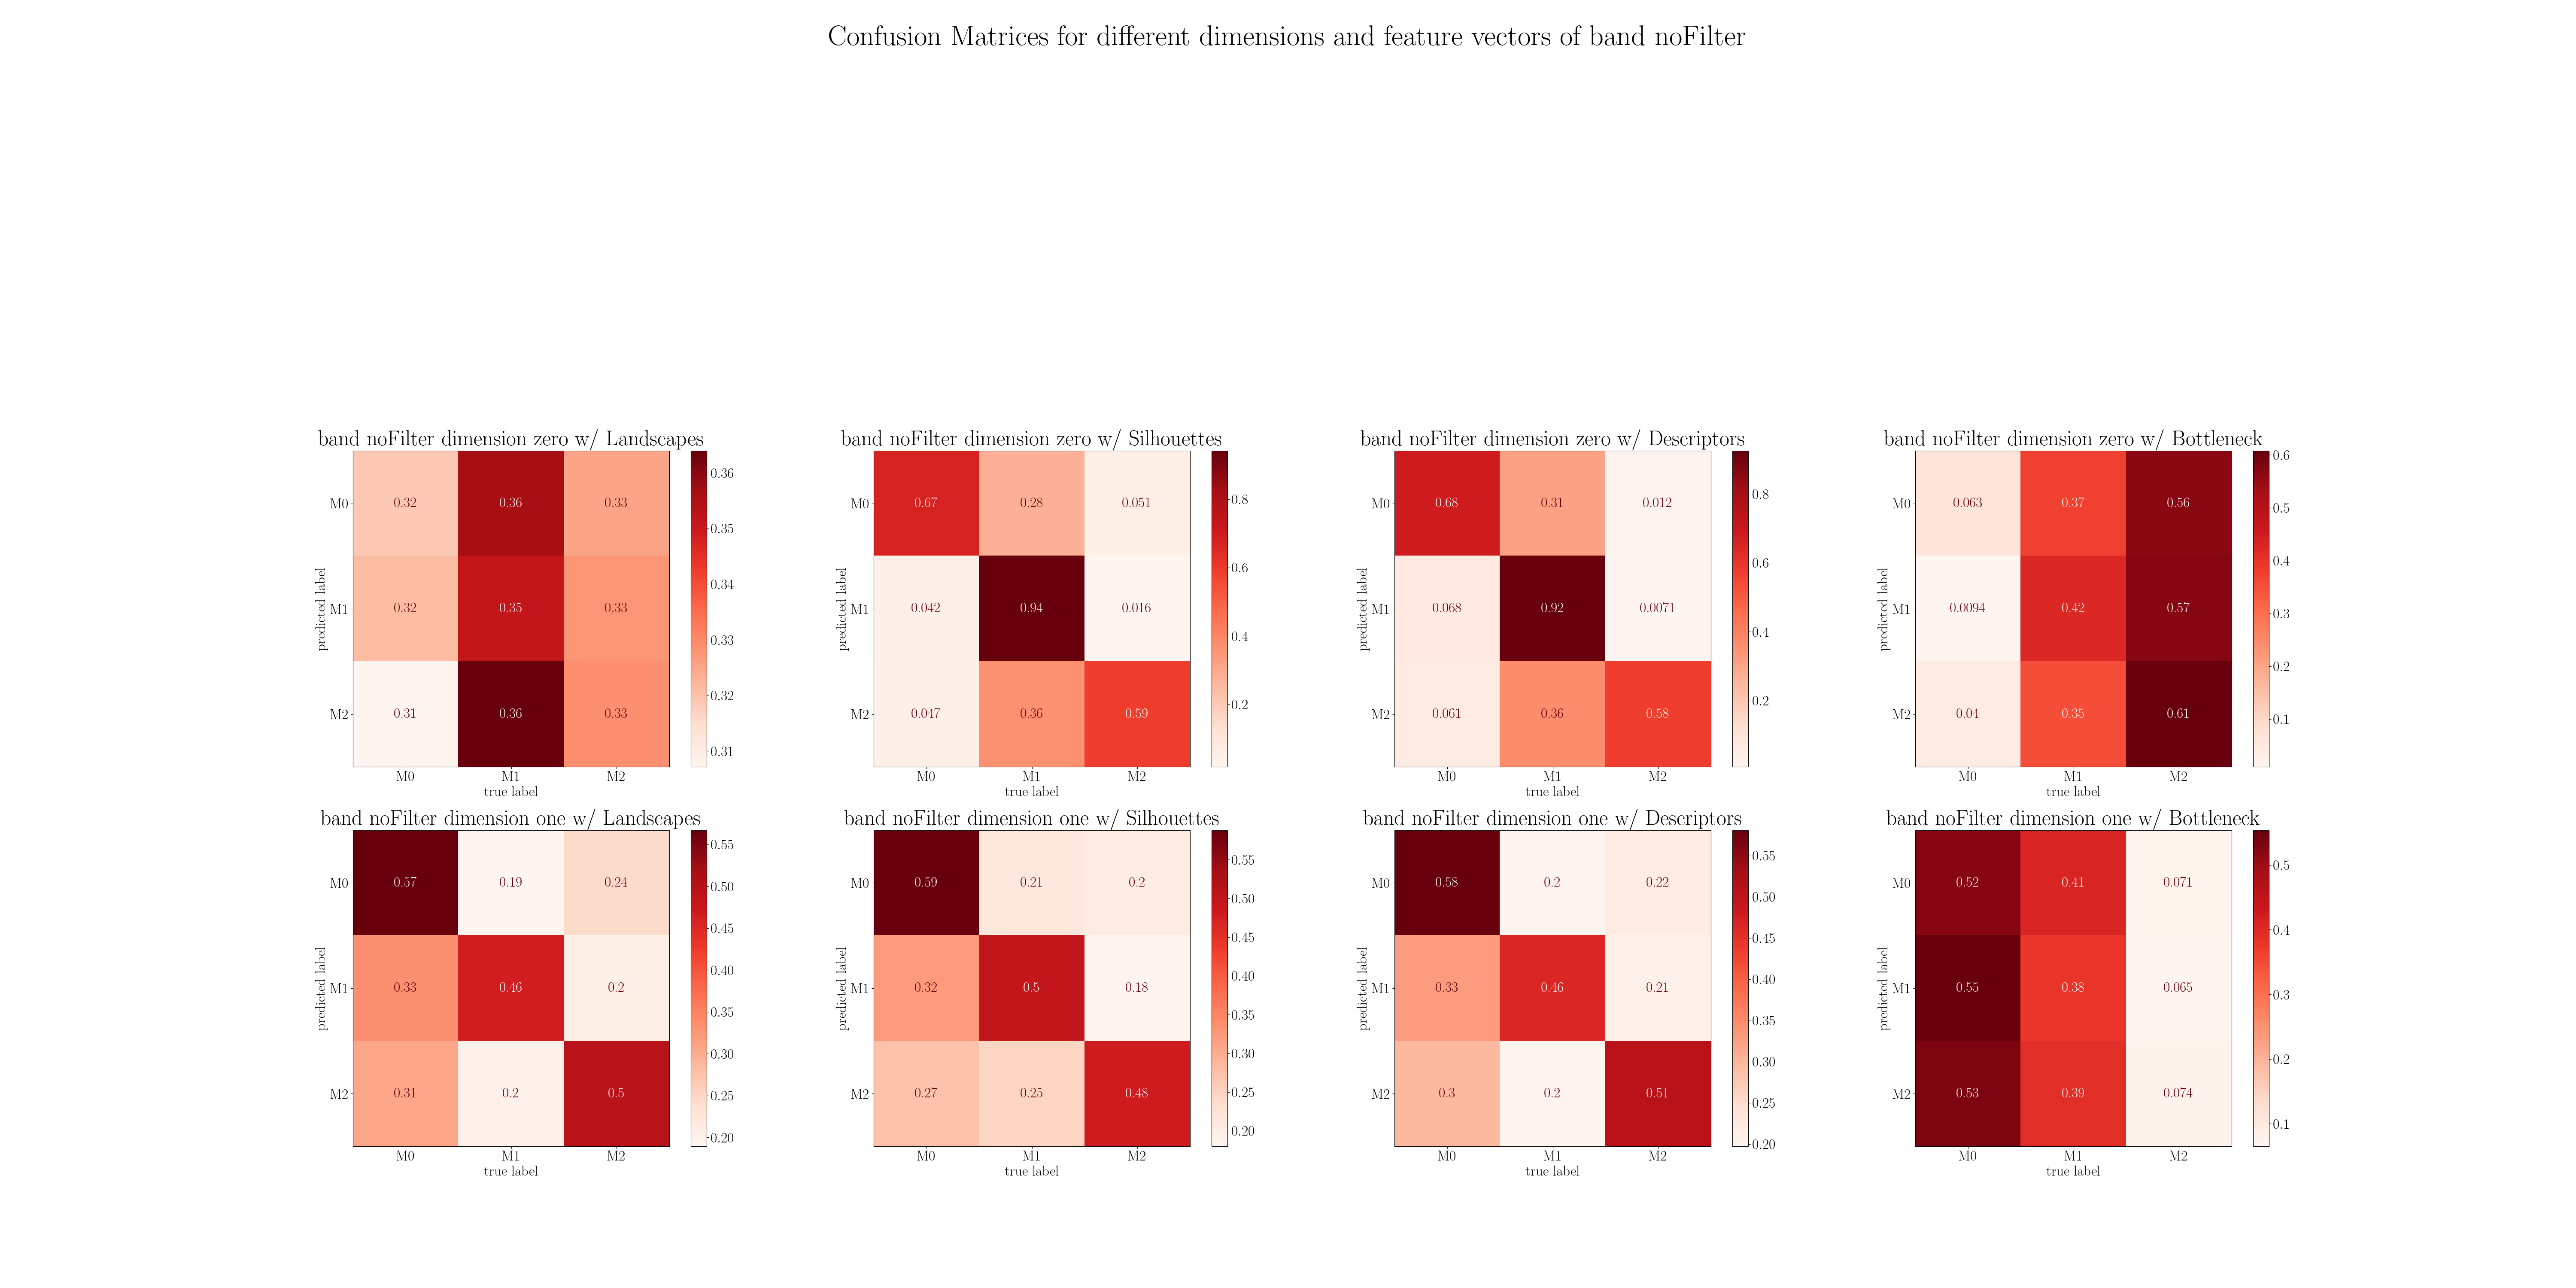 Confusion Matrices for different dimensions and feature vectors of band noFilter
band noFilter dimension zero w/ Landscapes
predicted label
M0 0.32 0.36 0.33
M1 0.32 0.35 0.33
M2 0.31 0.36 0.33
M0 M1 M2
true label
0.36
0.35
0.34
0.33
0.32
0.31
band noFilter dimension zero w/ Silhouettes
predicted label
M0 0.67 0.28 0.051
M1 0.042 0.94 0.016
M2 0.047 0.36 0.59
M0 M1 M2
true label
0.8
0.6
0.4
0.2
band noFilter dimension zero w/ Descriptors
predicted label
M0 0.68 0.31 0.012
M1 0.068 0.92 0.0071
M2 0.061 0.36 0.58
M0 M1 M2
true label
0.8
0.6
0.4
0.2
band noFilter dimension zero w/ Bottleneck
predicted label
M0 0.063 0.37 0.56
M1 0.0094 0.42 0.57
M2 0.04 0.35 0.61
M0 M1 M2
true label
0.6
0.5
0.4
0.3
0.2
0.1
band noFilter dimension one w/ Landscapes
predicted label
M0 0.57 0.19 0.24
M1 0.33 0.46 0.2
M2 0.31 0.2 0.5
M0 M1 M2
true label
0.55
0.50
0.45
0.40
0.35
0.30
0.25
0.20
band noFilter dimension one w/ Silhouettes
predicted label
M0 0.59 0.21 0.2
M1 0.32 0.5 0.18
M2 0.27 0.25 0.48
M0 M1 M2
true label
0.55
0.50
0.45
0.40
0.35
0.30
0.25
0.20
band noFilter dimension one w/ Descriptors
predicted label
M0 0.58 0.2 0.22
M1 0.33 0.46 0.21
M2 0.3 0.2 0.51
M0 M1 M2
true label
0.55
0.50
0.45
0.40
0.35
0.30
0.25
0.20
band noFilter dimension one w/ Bottleneck
predicted label
M0 0.52 0.41 0.071
M1 0.55 0.38 0.065
M2 0.53 0.39 0.074
M0 M1 M2
true label
0.5
0.4
0.3
0.2
0.1